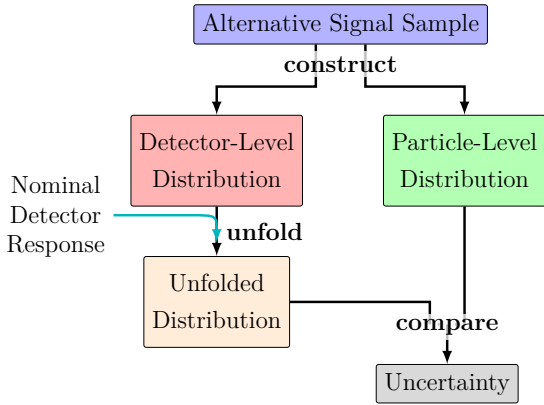 Alternative Signal Sample
construct
Detector-Level
Distribution
Particle-Level
Distribution
Nominal
Detector
Response
unfold
Unfolded
Distribution
compare
Uncertainty